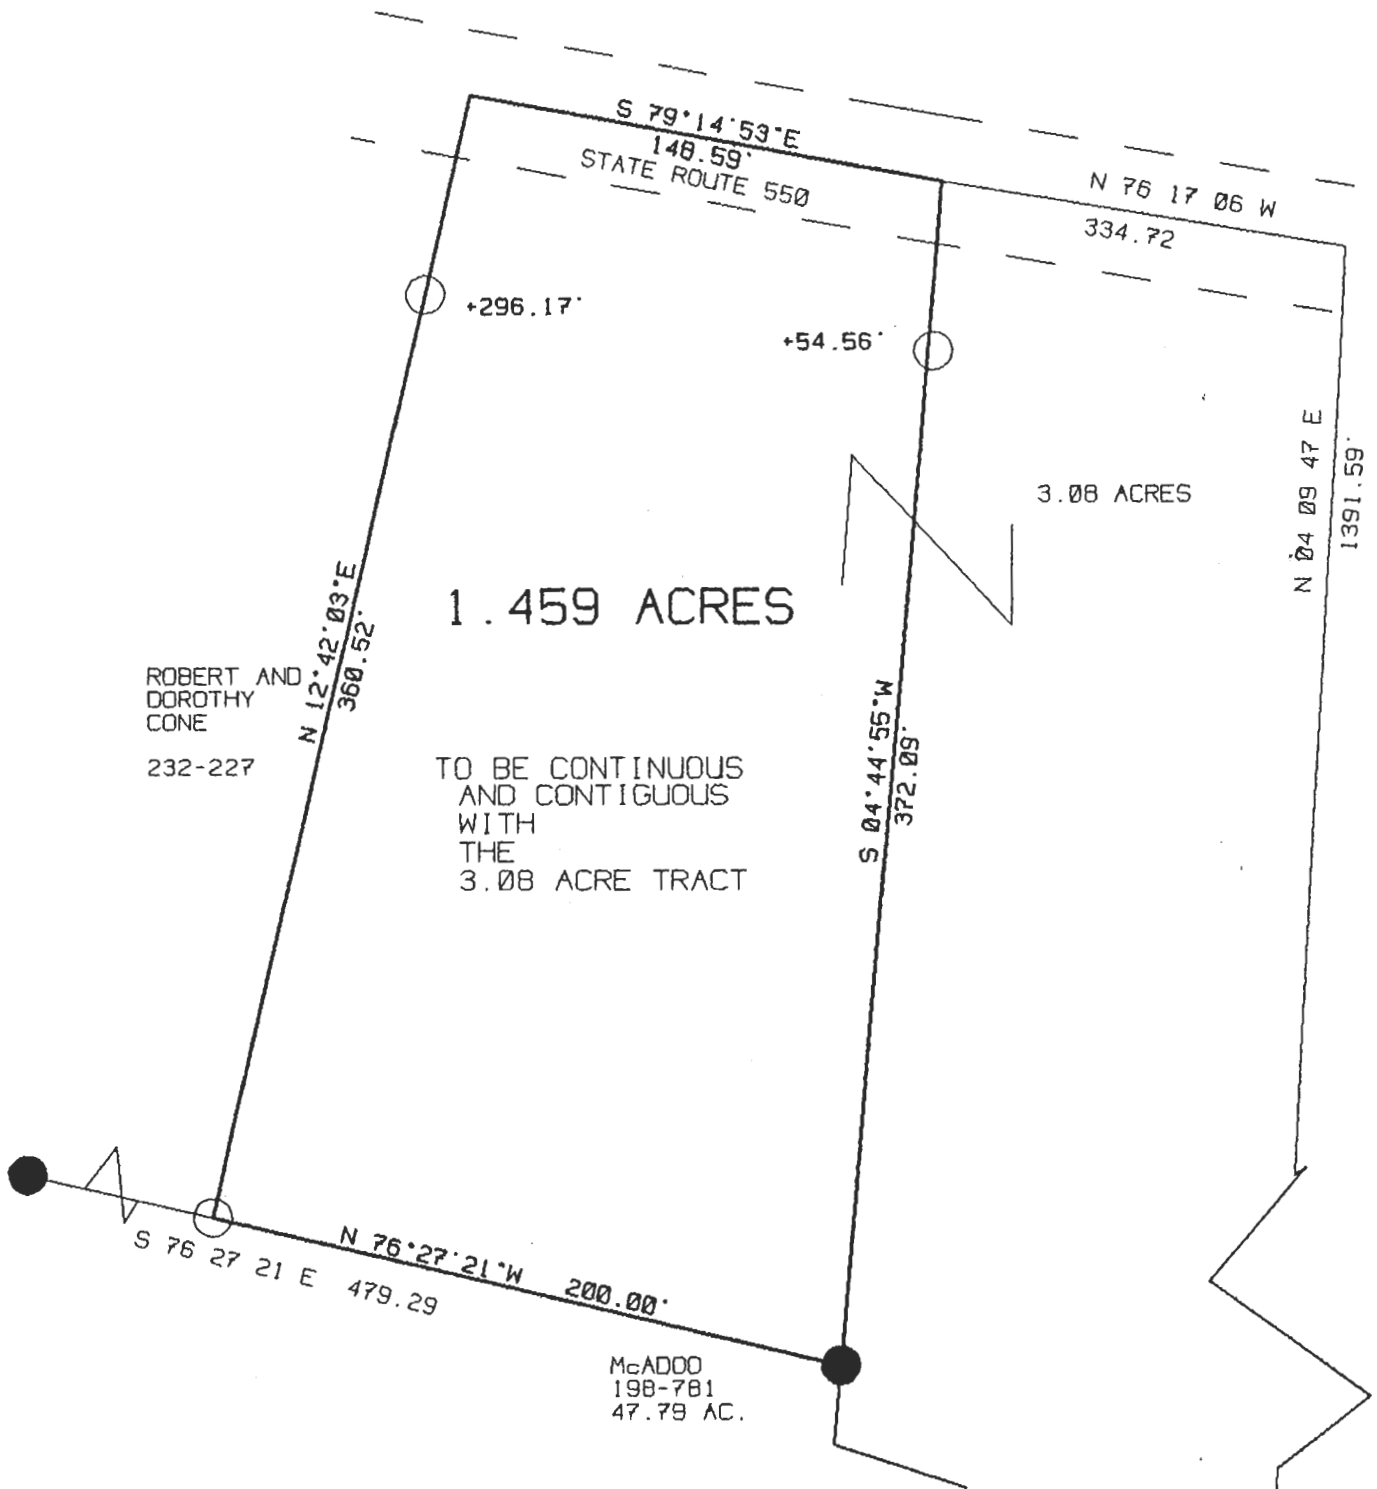 S 79°14'53"E
148.59'
STATE ROUTE 550
N 76 17 06 W
334.72
+296.17'
+54.56'
N 04 09 47 E
1391.59'
3.08 ACRES
1.459 ACRES
N 12°42'03"E
360.52'
ROBERT AND
DOROTHY
CONE
232-227
S 04°44'55"W
372.09'
TO BE CONTINUOUS
AND CONTIGUOUS
WITH
THE
3.08 ACRE TRACT
N 76°27'21"W 200.00'
S 76 27 21 E 479.29
McADOO
198-781
47.79 AC.